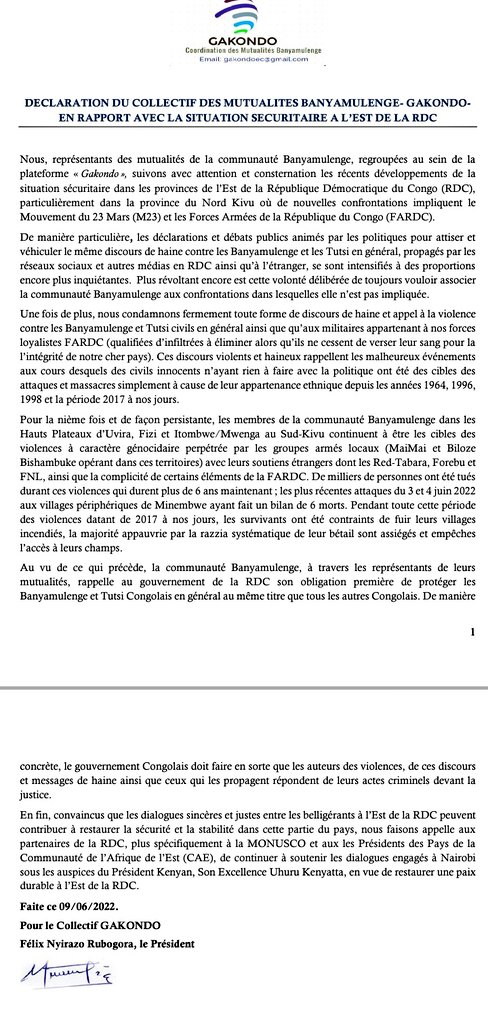 GAKONDO
Coordination des Mutualités Banyamulenge
Email: gakondoec@gmail.com
DECLARATION DU COLLECTIF DES MUTUALITES BANYAMULENGE- GAKONDO-
EN RAPPORT AVEC LA SITUATION SECURITAIRE A L'EST DE LA RDC
Nous, représentants des mutualités de la communauté Banyamulenge, regroupées au sein de la
plateforme « Gakondo », suivons avec attention et consternation les récents développements de la
situation sécuritaire dans les provinces de l'Est de la République Démocratique du Congo (RDC),
particulièrement dans la province du Nord Kivu où de nouvelles confrontations impliquent le
Mouvement du 23 Mars (M23) et les Forces Armées de la République du Congo (FARDC).
De manière particulière, les déclarations et débats publics animés par les politiques pour attiser et
véhiculer le même discours de haine contre les Banyamulenge et les Tutsi en général, propagés par les
réseaux sociaux et autres médias en RDC ainsi qu'à l'étranger, se sont intensifiés à des proportions
encore plus inquiétantes. Plus révoltant encore est cette volonté délibérée de toujours vouloir associer
la communauté Banyamulenge aux confrontations dans lesquelles elle n'est pas impliquée.
Une fois de plus, nous condamnons fermement toute forme de discours de haine et appel à la violence
contre les Banyamulenge et Tutsi civils en général ainsi que qu'aux militaires appartenant à nos forces
loyalistes FARDC (qualifiées d'infiltrées à éliminer alors qu'ils ne cessent de verser leur sang pour la
l'intégrité de notre cher pays). Ces discours violents et haineux rappellent les malheureux événements
aux cours desquels des civils innocents n'ayant rien à faire avec la politique ont été des cibles des
attaques et massacres simplement à cause de leur appartenance ethnique depuis les années 1964, 1996,
1998 et la période 2017 à nos jours.
Pour la nième fois et de façon persistante, les membres de la communauté Banyamulenge dans les
Hauts Plateaux d'Uvira, Fizi et Itombwe/Mwenga au Sud-Kivu continuent à être les cibles des
violences à caractère génocidaire perpétrée par les groupes armés locaux (MaiMai et Biloze
Bishambuke opérant dans ces territoires) avec leurs soutiens étrangers dont les Red-Tabara, Forebu et
FNL, ainsi que la complicité de certains éléments de la FARDC. De milliers de personnes ont été tués
durant ces violences qui durent plus de 6 ans maintenant ; les plus récentes attaques du 3 et 4 juin 2022
aux villages périphériques de Minembwe ayant fait un bilan de 6 morts. Pendant toute cette période
des violences datant de 2017 à nos jours, les survivants ont été contraints de fuir leurs villages
incendiés, la majorité appauvrie par la razzia systématique de leur bétail sont assiégés et empêches
l'accès à leurs champs.
Au vu de ce qui précède, la communauté Banyamulenge, à travers les représentants de leurs
mutualités, rappelle au gouvernement de la RDC son obligation première de protéger les
Banyamulenge et Tutsi Congolais en général au même titre que tous les autres Congolais. De manière
1
concrète, le gouvernement Congolais doit faire en sorte que les auteurs des violences, de ces discours
et messages de haine ainsi que ceux qui les propagent répondent de leurs actes criminels devant la
justice.
En fin, convaincus que les dialogues sincères et justes entre les belligérants à l'Est de la RDC peuvent
contribuer à restaurer la sécurité et la stabilité dans cette partie du pays, nous faisons appelle aux
partenaires de la RDC, plus spécifiquement à la MONUSCO et aux les Présidents des Pays de la
Communauté de l'Afrique de l'Est (CAE), de continuer à soutenir les dialogues engagés à Nairobi
sous les auspices du Président Kenyan, Son Excellence Uhuru Kenyatta, en vue de restaurer une paix
durable à l'Est de la RDC.
Faite ce 09/06/2022.
Pour le Collectif GAKONDO
Félix Nyirazo Rubogora, le Président